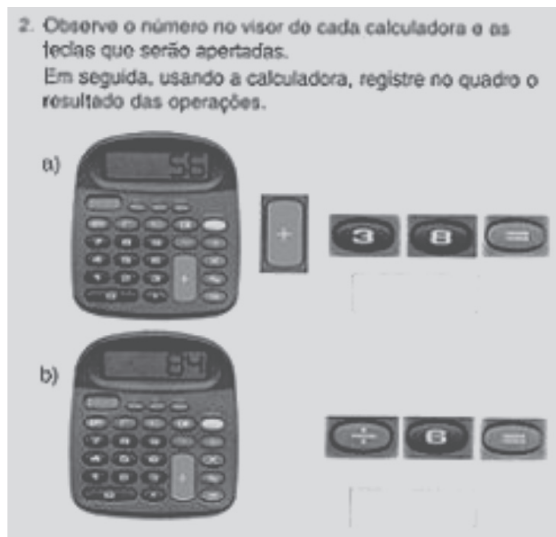 2. Observe o número no visor de cada calculadora e as
teclas que serão apertadas.
Em seguida, usando a calculadora, registre no quadro o
resultado das operações.
a)
+ 3 8 =
b)
84
÷ 6 =